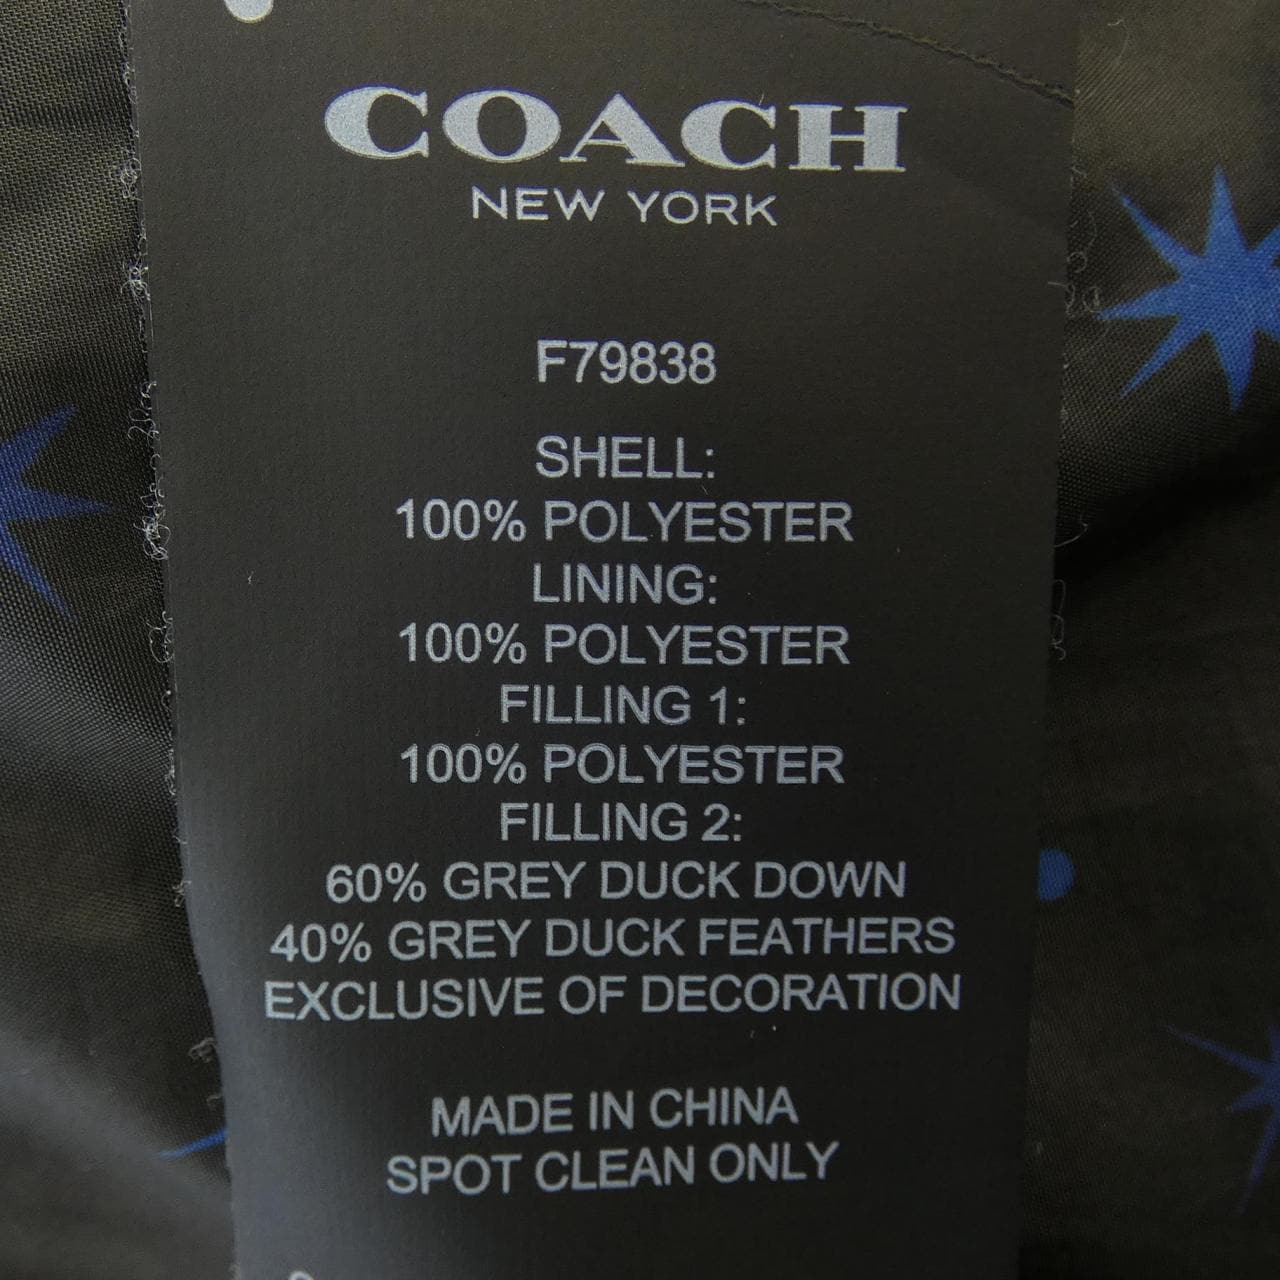 COACH
NEW YORK
F79838
SHELL:
100% POLYESTER
LINING:
100% POLYESTER
FILLING 1:
100% POLYESTER
FILLING 2:
60% GREY DUCK DOWN
40% GREY DUCK FEATHERS
EXCLUSIVE OF DECORATION
MADE IN CHINA
SPOT CLEAN ONLY